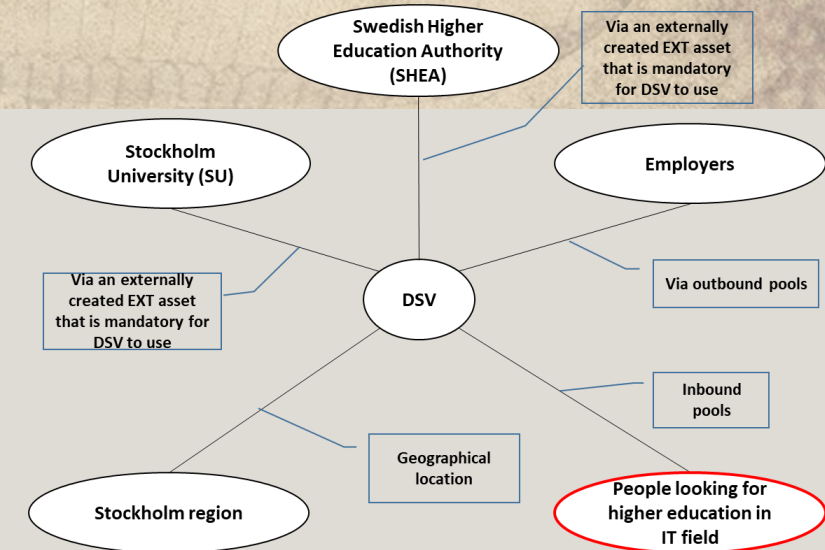 Swedish Higher
Education Authority
(SHEA)
Via an externally
created EXT asset
that is mandatory
for DSV to use
Stockholm
University (SU)
Employers
Via an externally
created EXT asset
that is mandatory for
DSV to use
DSV
Via outbound pools
Inbound
pools
Geographical
location
Stockholm region
People looking for
higher education in
IT field